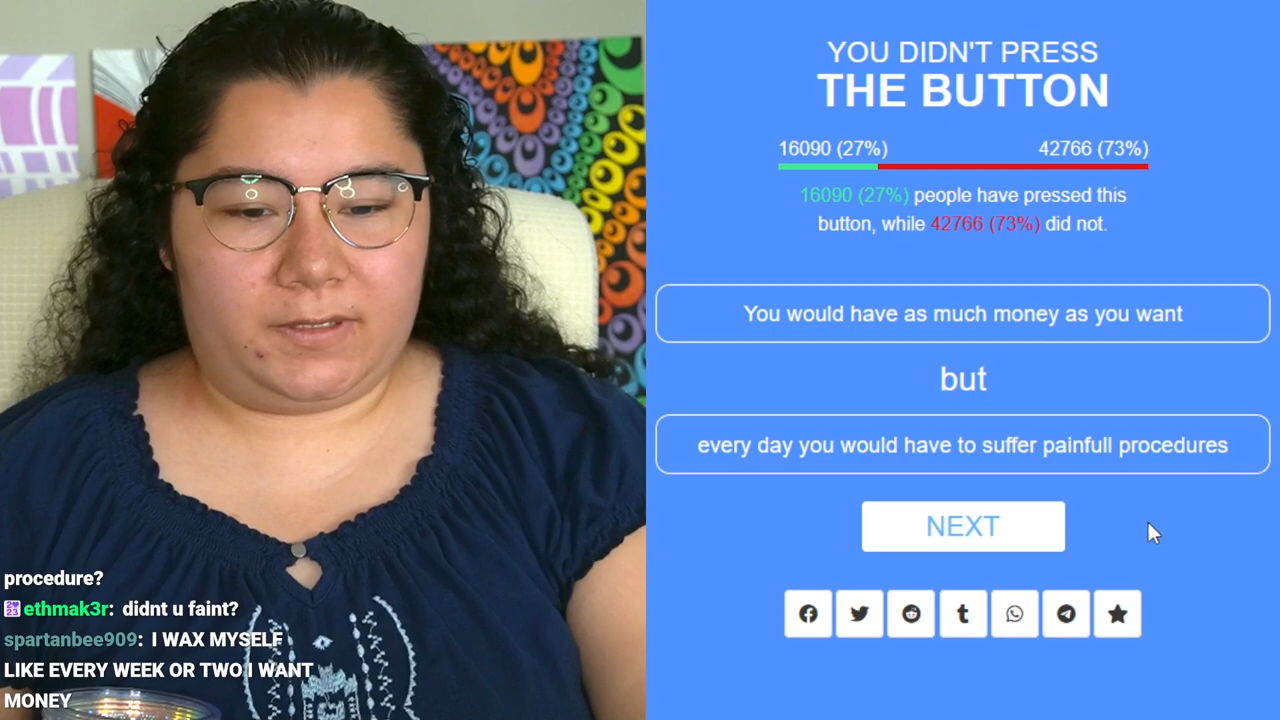 YOU DIDN'T PRESS
THE BUTTON
16090 (27%) 42766 (73%)
16090 (27%) people have pressed this
button, while 42766 (73%) did not.
You would have as much money as you want
but
every day you would have to suffer painfull procedures
NEXT
procedure?
ethmak3r: didnt u faint?
spartanbee909: I WAX MYSELF
LIKE EVERY WEEK OR TWO I WANT
MONEY